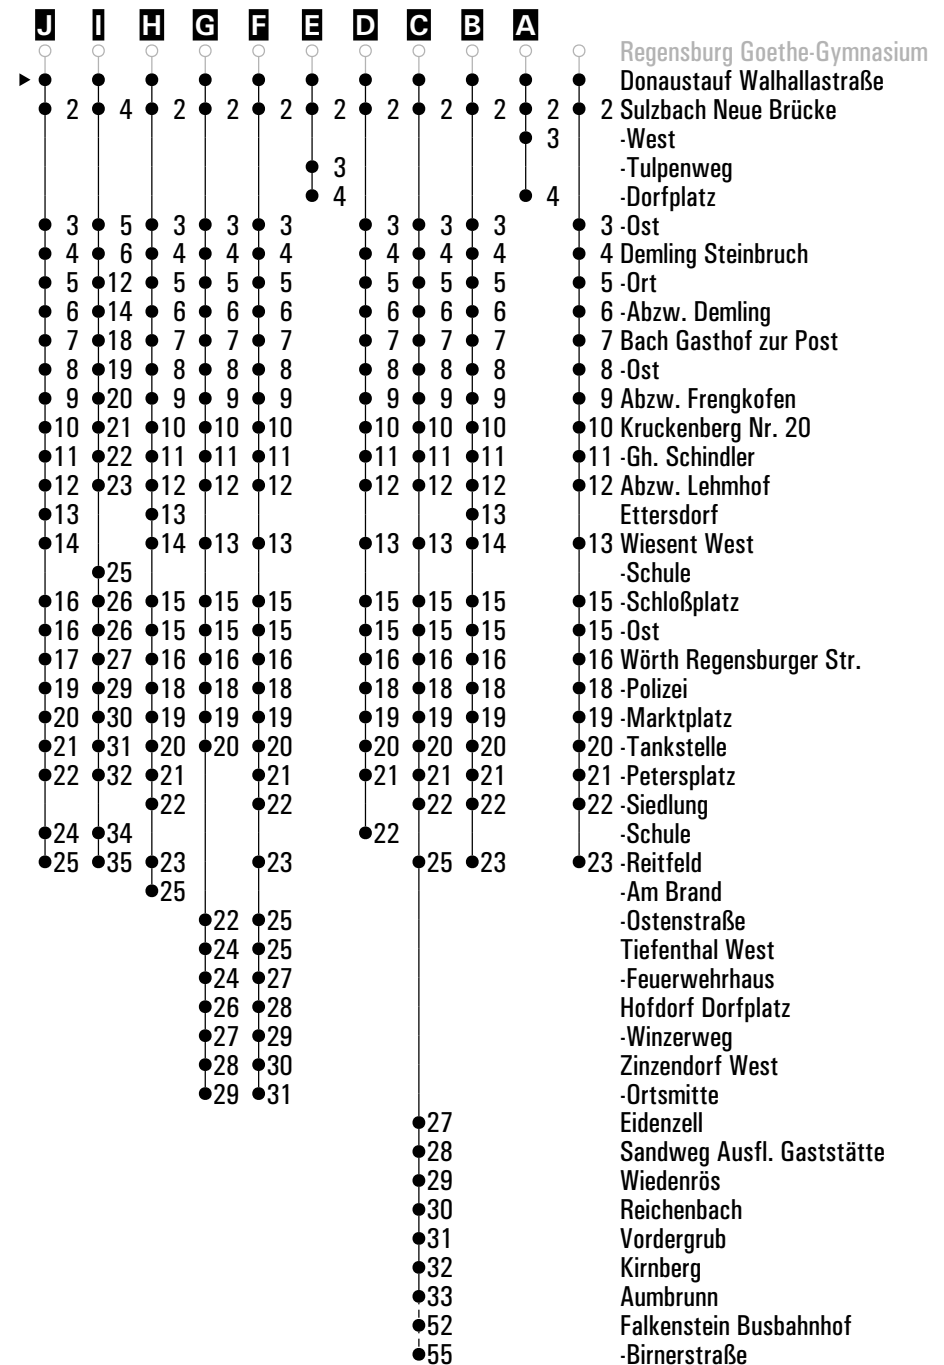 J I H G F E D C B A
Regensburg Goethe-Gymnasium
Donaustauf Walhallastraße
2 4 2 2 2 2 2 2 2 2 2 Sulzbach Neue Brücke
3 -West
3 -Tulpenweg
4 4 -Dorfplatz
3 5 3 3 3 3 3 3 3 -Ost
4 6 4 4 4 4 4 4 4 Demling Steinbruch
5 12 5 5 5 5 5 5 5 -Ort
6 14 6 6 6 6 6 6 6 -Abzw. Demling
7 18 7 7 7 7 7 7 7 Bach Gasthof zur Post
8 19 8 8 8 8 8 8 8 -Ost
9 20 9 9 9 9 9 9 9 Abzw. Frengkofen
10 21 10 10 10 10 10 10 10 Kruckenberg Nr. 20
11 22 11 11 11 11 11 11 11 -Gh. Schindler
12 23 12 12 12 12 12 12 12 Abzw. Lehmhof
13 13 13 Ettersdorf
14 14 13 13 13 13 14 13 Wiesent West
25 -Schule
16 26 15 15 15 15 15 15 15 -Schloßplatz
16 26 15 15 15 15 15 15 15 -Ost
17 27 16 16 16 16 16 16 16 Wörth Regensburger Str.
19 29 18 18 18 18 18 18 18 -Polizei
20 30 19 19 19 19 19 19 19 -Marktplatz
21 31 20 20 20 20 20 20 20 -Tankstelle
22 32 21 21 21 21 21 21 -Petersplatz
22 22 22 22 22 -Siedlung
24 34 22 -Schule
25 35 23 23 25 23 23 -Reitfeld
25 -Am Brand
22 25 -Ostenstraße
24 25 Tiefenthal West
24 27 -Feuerwehrhaus
26 28 Hofdorf Dorfplatz
27 29 -Winzerweg
28 30 Zinzendorf West
29 31 -Ortsmitte
27 Eidenzell
28 Sandweg Ausfl. Gaststätte
29 Wiedenrös
30 Reichenbach
31 Vordergrub
32 Kirnberg
33 Aumbrunn
52 Falkenstein Busbahnhof
55 -Birnerstraße